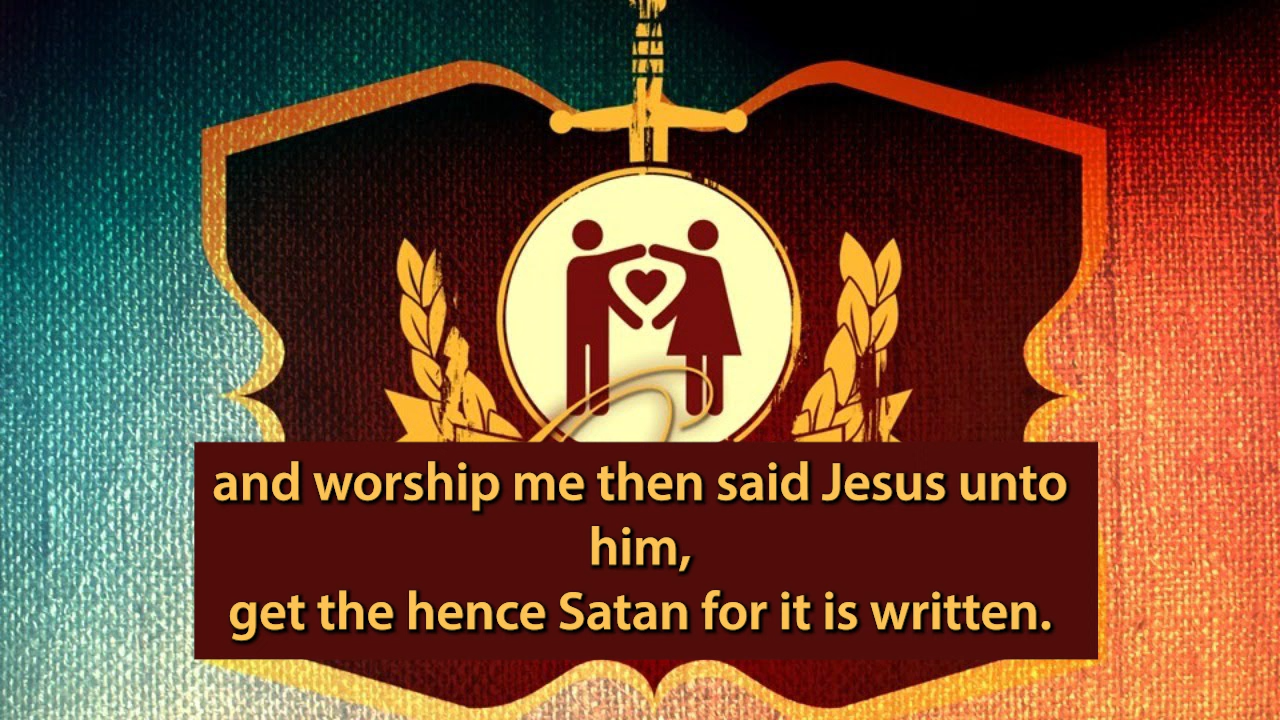 and worship me then said Jesus unto
him,
get the hence Satan for it is written.